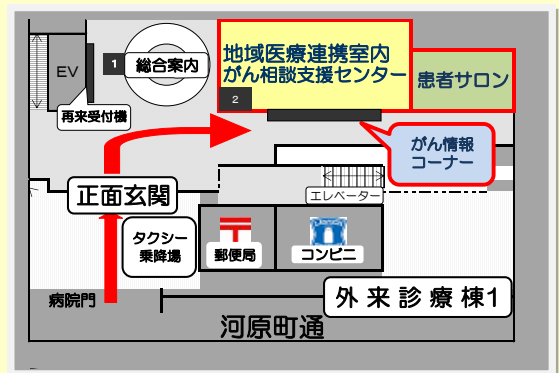 EV
1
総合案内
再来受付機
地域医療連携室内
がん相談支援センター
2
患者サロン
がん情報
コーナー
エレベーター
正面玄関
タクシー
乗降場
郵便局
コンビニ
病院門
外来診療棟1
河原町通